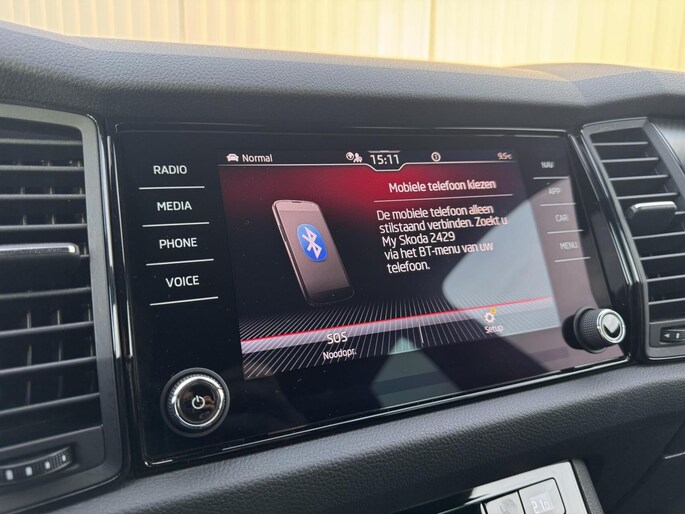 RADIO
MEDIA
PHONE
VOICE
Normal
15:11
9.5°C
Mobiele telefoon kiezen
De mobiele telefoon alleen
stilstaand verbinden. Zoekt u
My Skoda 2429
via het BT-menu van uw
telefoon.
SOS
Noodopr.
Setup
NAV
APP
CAR
MENU